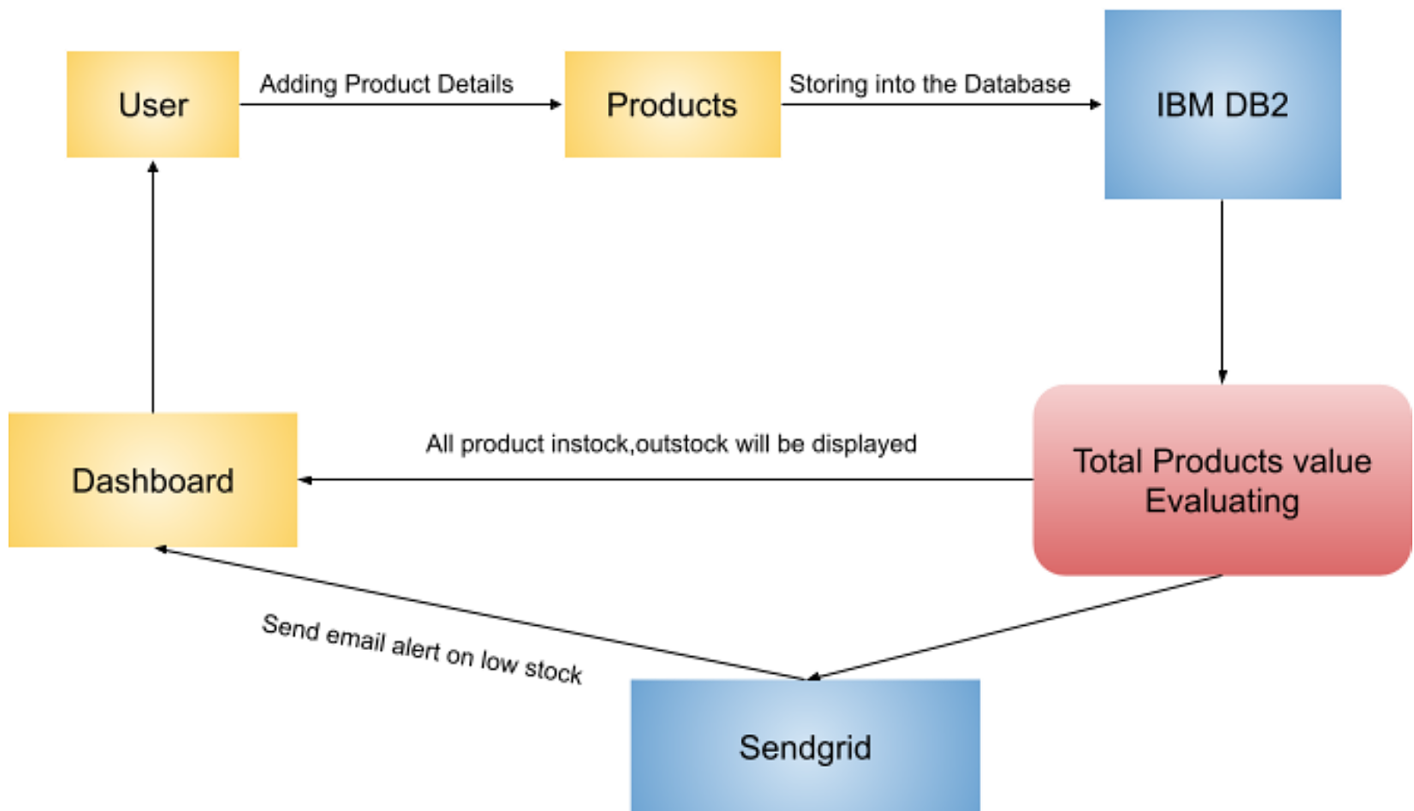 User
Adding Product Details
Products
Storing into the Database
IBM DB2
All product instock,outstock will be displayed
Dashboard
Total Products value
Evaluating
Send email alert on low stock
Sendgrid